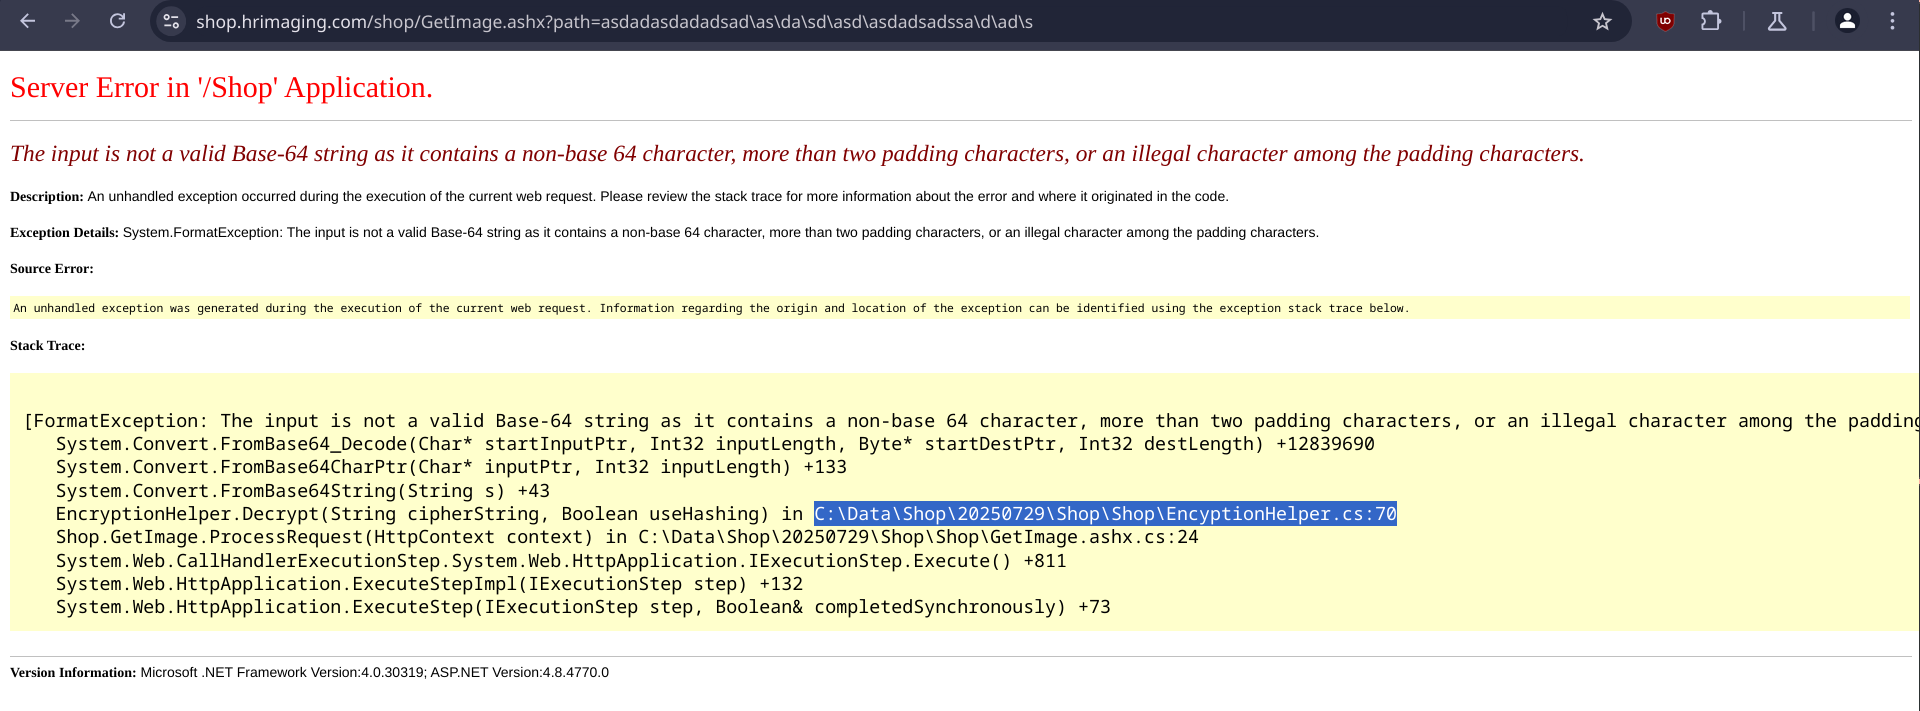 shop.hrimaging.com/shop/GetImage.ashx?path=asdadasdadadsad\as\da\sd\asd\asdadsadssa\d\ad\s
Server Error in '/Shop' Application.
The input is not a valid Base-64 string as it contains a non-base 64 character, more than two padding characters, or an illegal character among the padding characters.
Description: An unhandled exception occurred during the execution of the current web request. Please review the stack trace for more information about the error and where it originated in the code.
Exception Details: System.FormatException: The input is not a valid Base-64 string as it contains a non-base 64 character, more than two padding characters, or an illegal character among the padding characters.
Source Error:
An unhandled exception was generated during the execution of the current web request. Information regarding the origin and location of the exception can be identified using the exception stack trace below.
Stack Trace:
[FormatException: The input is not a valid Base-64 string as it contains a non-base 64 character, more than two padding characters, or an illegal character among the padding
System.Convert.FromBase64_Decode(Char* startInputPtr, Int32 inputLength, Byte* startDestPtr, Int32 destLength) +12839690
System.Convert.FromBase64CharPtr(Char* inputPtr, Int32 inputLength) +133
System.Convert.FromBase64String(String s) +43
EncryptionHelper.Decrypt(String cipherString, Boolean useHashing) in C:\Data\Shop\20250729\Shop\Shop\EncyptionHelper.cs:70
Shop.GetImage.ProcessRequest(HttpContext context) in C:\Data\Shop\20250729\Shop\Shop\GetImage.ashx.cs:24
System.Web.CallHandlerExecutionStep.System.Web.HttpApplication.IExecutionStep.Execute() +811
System.Web.HttpApplication.ExecuteStepImpl(IExecutionStep step) +132
System.Web.HttpApplication.ExecuteStep(IExecutionStep step, Boolean& completedSynchronously) +73
Version Information: Microsoft .NET Framework Version:4.0.30319; ASP.NET Version:4.8.4770.0